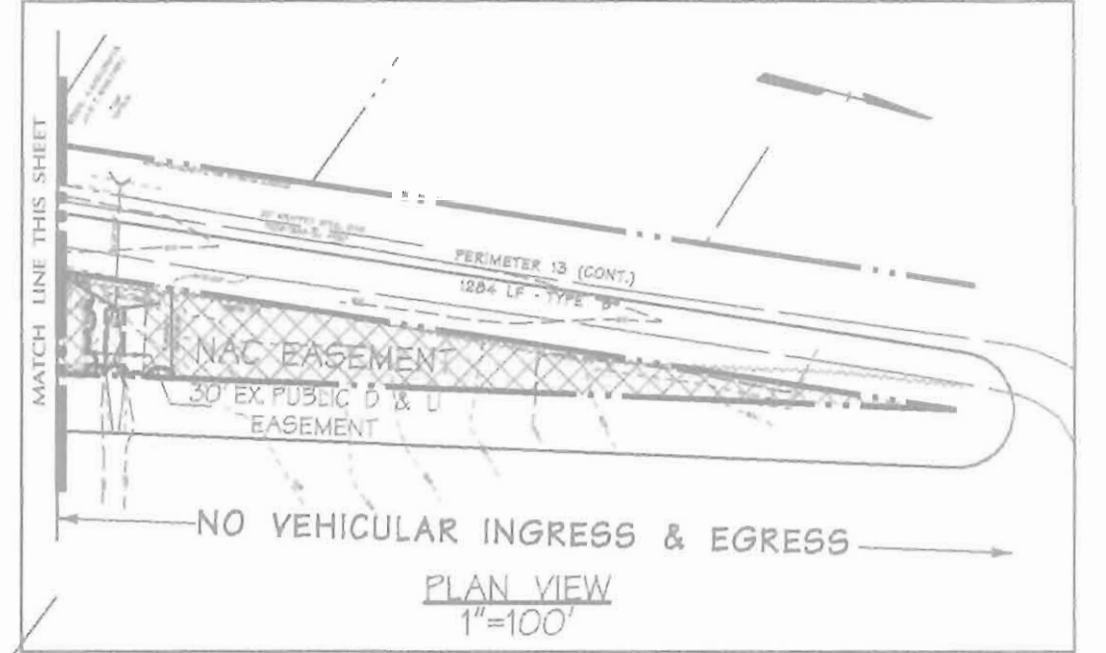 MATCH LINE THIS SHEET
PERIMETER 13 (CONT.)
1284 LF - TYPE "B"
NAC EASEMENT
30' EX. PUBLIC D & U
EASEMENT
NO VEHICULAR INGRESS & EGRESS
PLAN VIEW
1"=100'